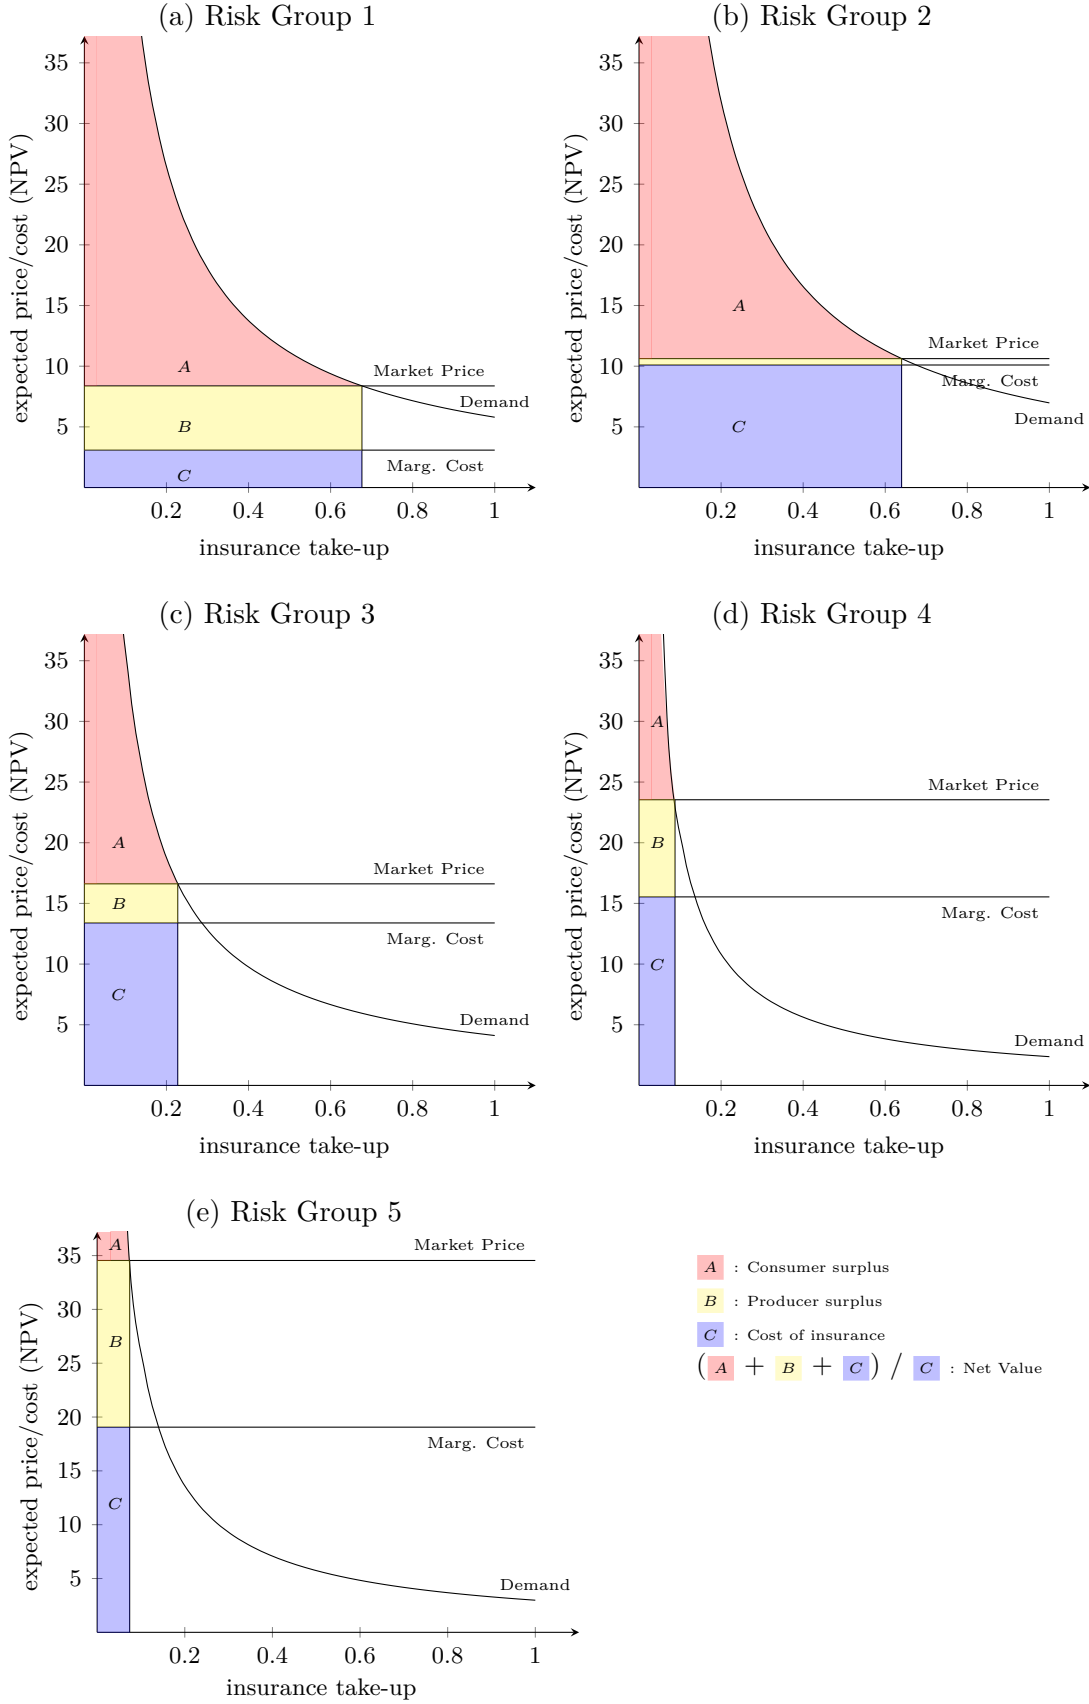 (a) Risk Group 1
expected price/cost (NPV)
35
30
25
20
15
10
5
A
B
C
Market Price
Demand
Marg. Cost
0.2 0.4 0.6 0.8 1
insurance take-up
(b) Risk Group 2
expected price/cost (NPV)
35
30
25
20
15
10
5
A
C
Market Price
Marg. Cost
Demand
0.2 0.4 0.6 0.8 1
insurance take-up
(c) Risk Group 3
expected price/cost (NPV)
35
30
25
20
15
10
5
A
B
C
Market Price
Marg. Cost
Demand
0.2 0.4 0.6 0.8 1
insurance take-up
(d) Risk Group 4
expected price/cost (NPV)
35
30
25
20
15
10
5
A
B
C
Market Price
Marg. Cost
Demand
0.2 0.4 0.6 0.8 1
insurance take-up
(e) Risk Group 5
expected price/cost (NPV)
35
30
25
20
15
10
5
A
B
C
Market Price
Marg. Cost
Demand
0.2 0.4 0.6 0.8 1
insurance take-up
A : Consumer surplus
B : Producer surplus
C : Cost of insurance
(A + B + C) / C : Net Value